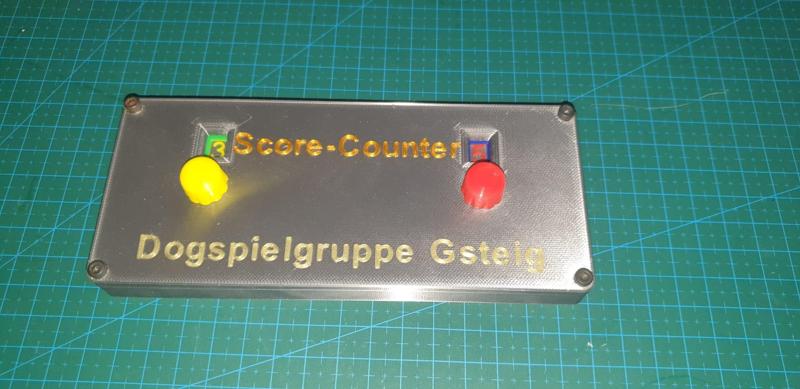 3 Score-Counter
Dogspielgruppe Gsteig